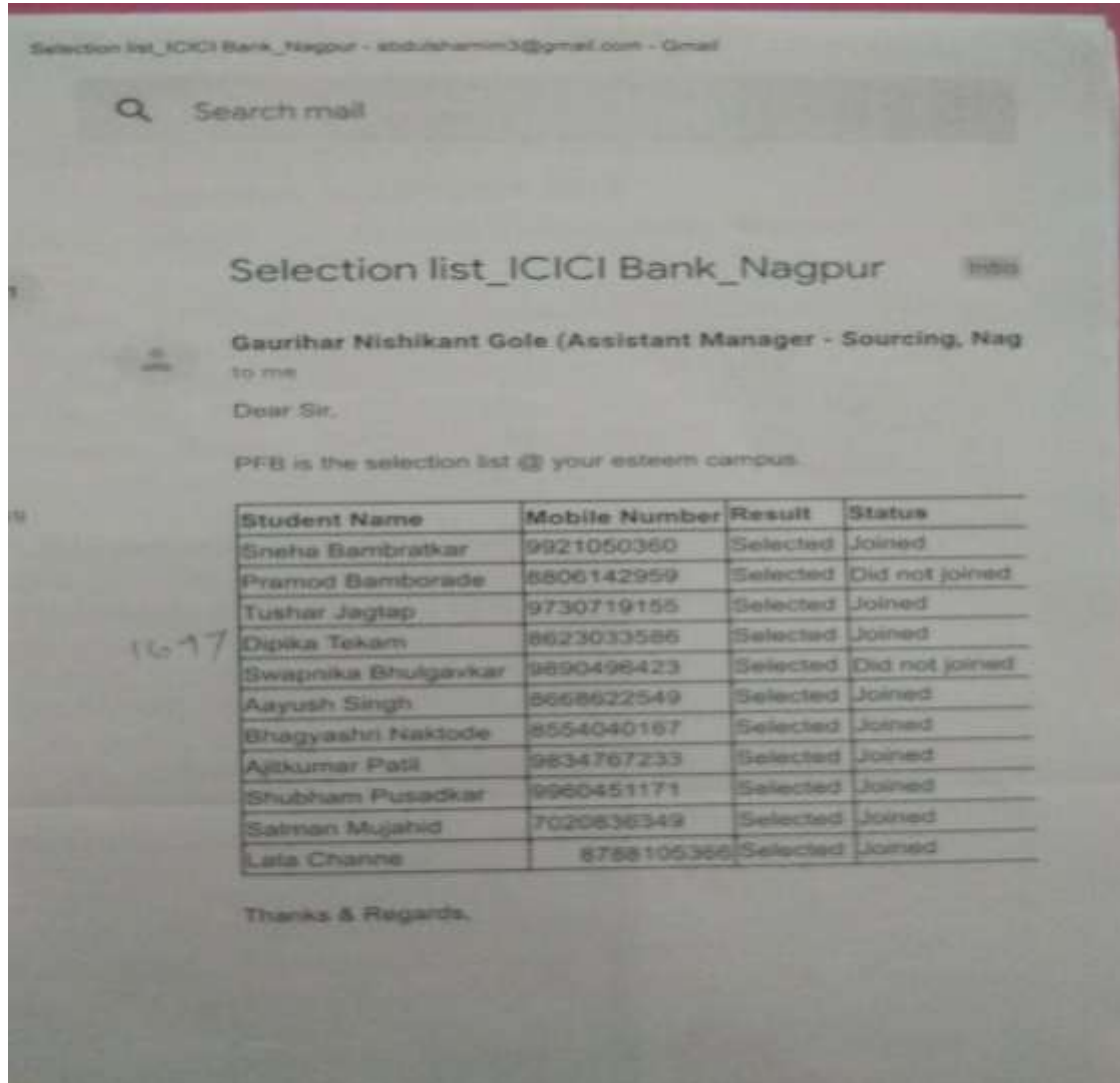 Selection list_ICICI Bank_Nagpur - abdulshamim3@gmail.com - Gmail
Search mail
Selection list_ICICI Bank_Nagpur Inbo
Gaurihar Nishikant Gole (Assistant Manager - Sourcing, Nag
to me
Dear Sir,
PFB is the selection list @ your esteem campus.
Student Name Mobile Number Result Status
Sneha Bambratkar 9921050360 Selected Joined
Pramod Bamborade 8806142959 Selected Did not joined
Tushar Jagtap 9730719155 Selected Joined
Dipika Tekam 8623033586 Selected Joined
Swapnika Bhulgavkar 9890496423 Selected Did not joined
Aayush Singh 8668622549 Selected Joined
Bhagyashri Naktode 8554040167 Selected Joined
Ajitkumar Patil 9834767233 Selected Joined
Shubham Pusadkar 9960451171 Selected Joined
Salman Mujahid 7020836349 Selected Joined
Lata Channe 8788105366 Selected Joined
Thanks & Regards,